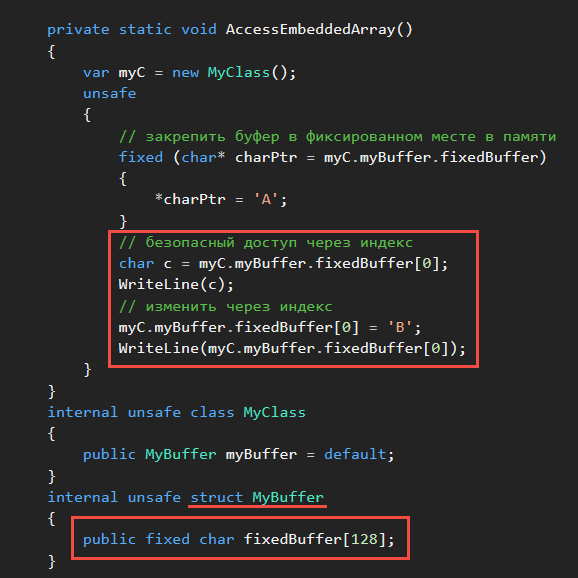 private static void AccessEmbeddedArray()
{
var myC = new MyClass();
unsafe
{
// закрепить буфер в фиксированном месте в памяти
fixed (char* charPtr = myC.myBuffer.fixedBuffer)
{
*charPtr = 'A';
}
// безопасный доступ через индекс
char c = myC.myBuffer.fixedBuffer[0];
WriteLine(c);
// изменить через индекс
myC.myBuffer.fixedBuffer[0] = 'B';
WriteLine(myC.myBuffer.fixedBuffer[0]);
}
}
internal unsafe class MyClass
{
public MyBuffer myBuffer = default;
}
internal unsafe struct MyBuffer
{
public fixed char fixedBuffer[128];
}